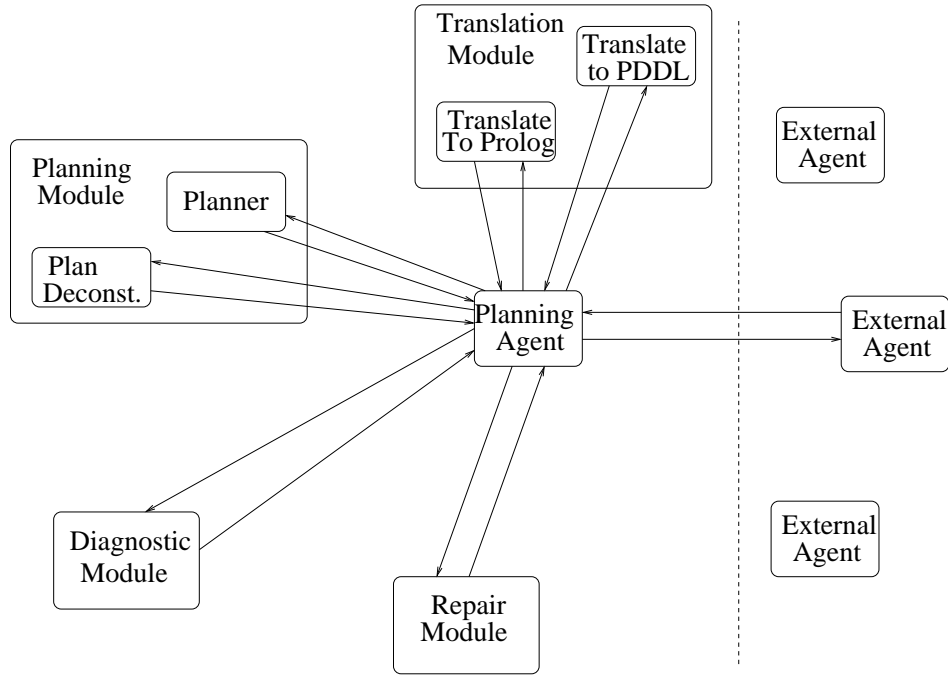 Translation
Module
Translate
to PDDL
Translate
To Prolog
External
Agent
Planning
Module
Planner
Plan
Deconst.
Planning
Agent
External
Agent
Diagnostic
Module
Repair
Module
External
Agent